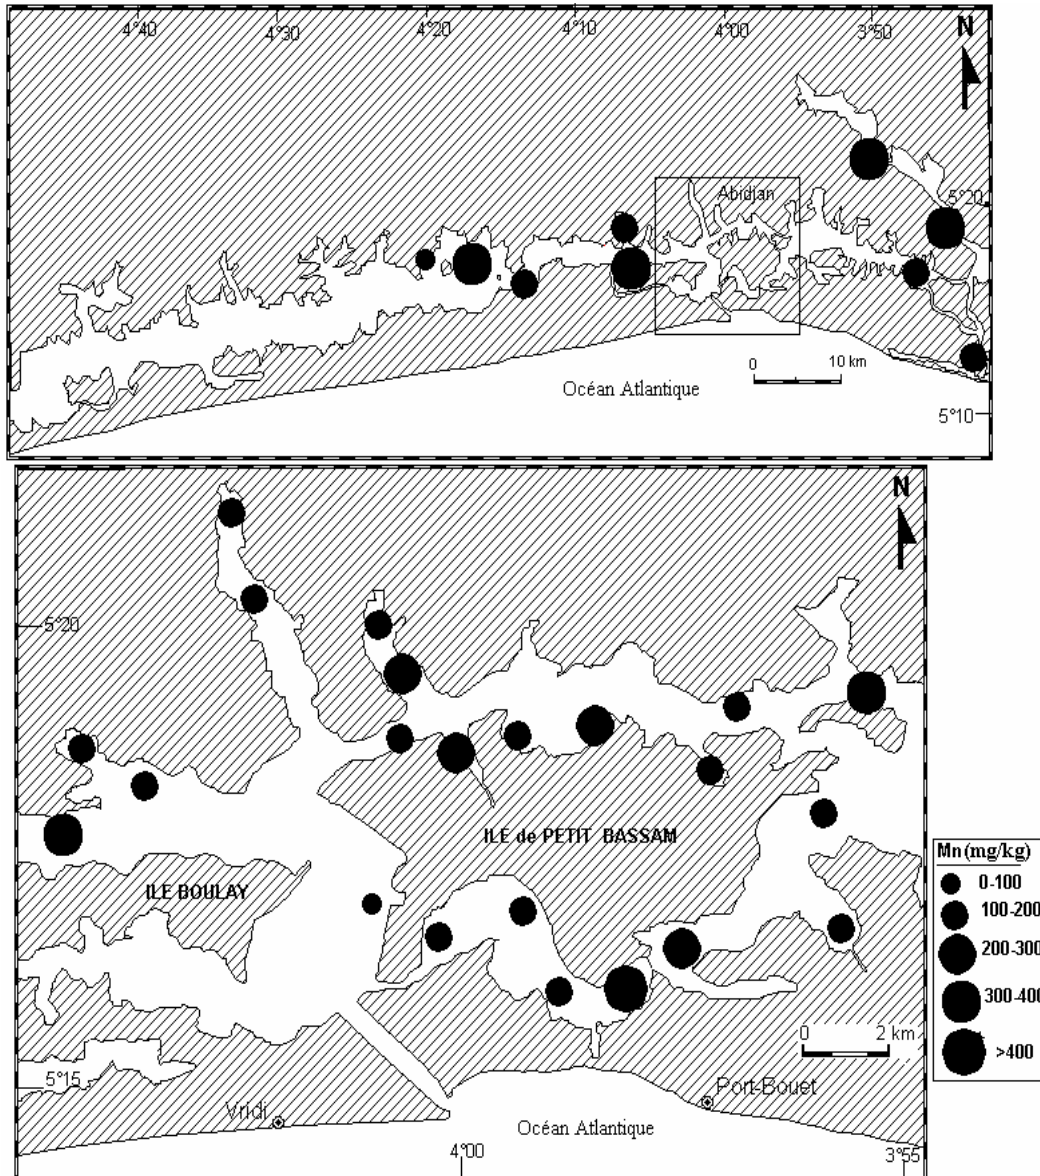 4°40 4°30 4°20 4°10 4°00 3°50
N
Abidjan
5°20
0 10 km
Océan Atlantique
5°10
N
5°20
ILE de PETIT BASSAM
ILE BOULAY
Mn(mg/kg)
0-100
100-200
200-300
300-400
>400
0 2 km
5°15
Port-Bouet
Vridi
Océan Atlantique
4°00
3°55